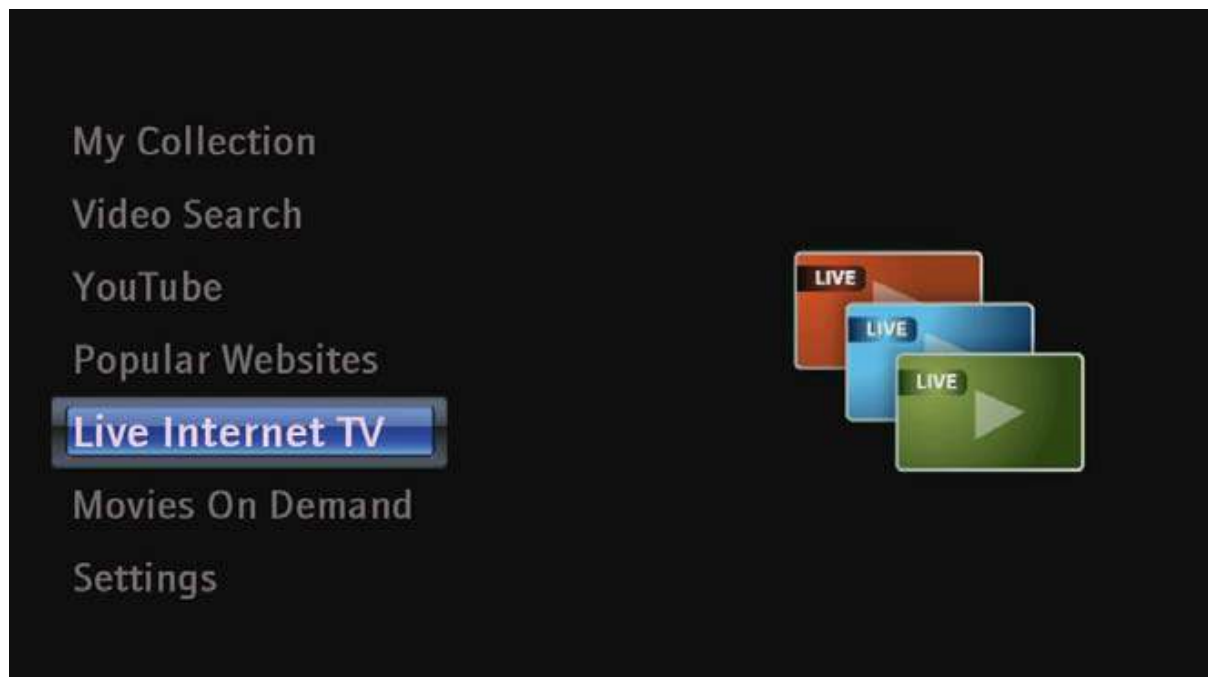 My Collection
Video Search
YouTube
Popular Websites
Live Internet TV
Movies On Demand
Settings
LIVE
LIVE
LIVE